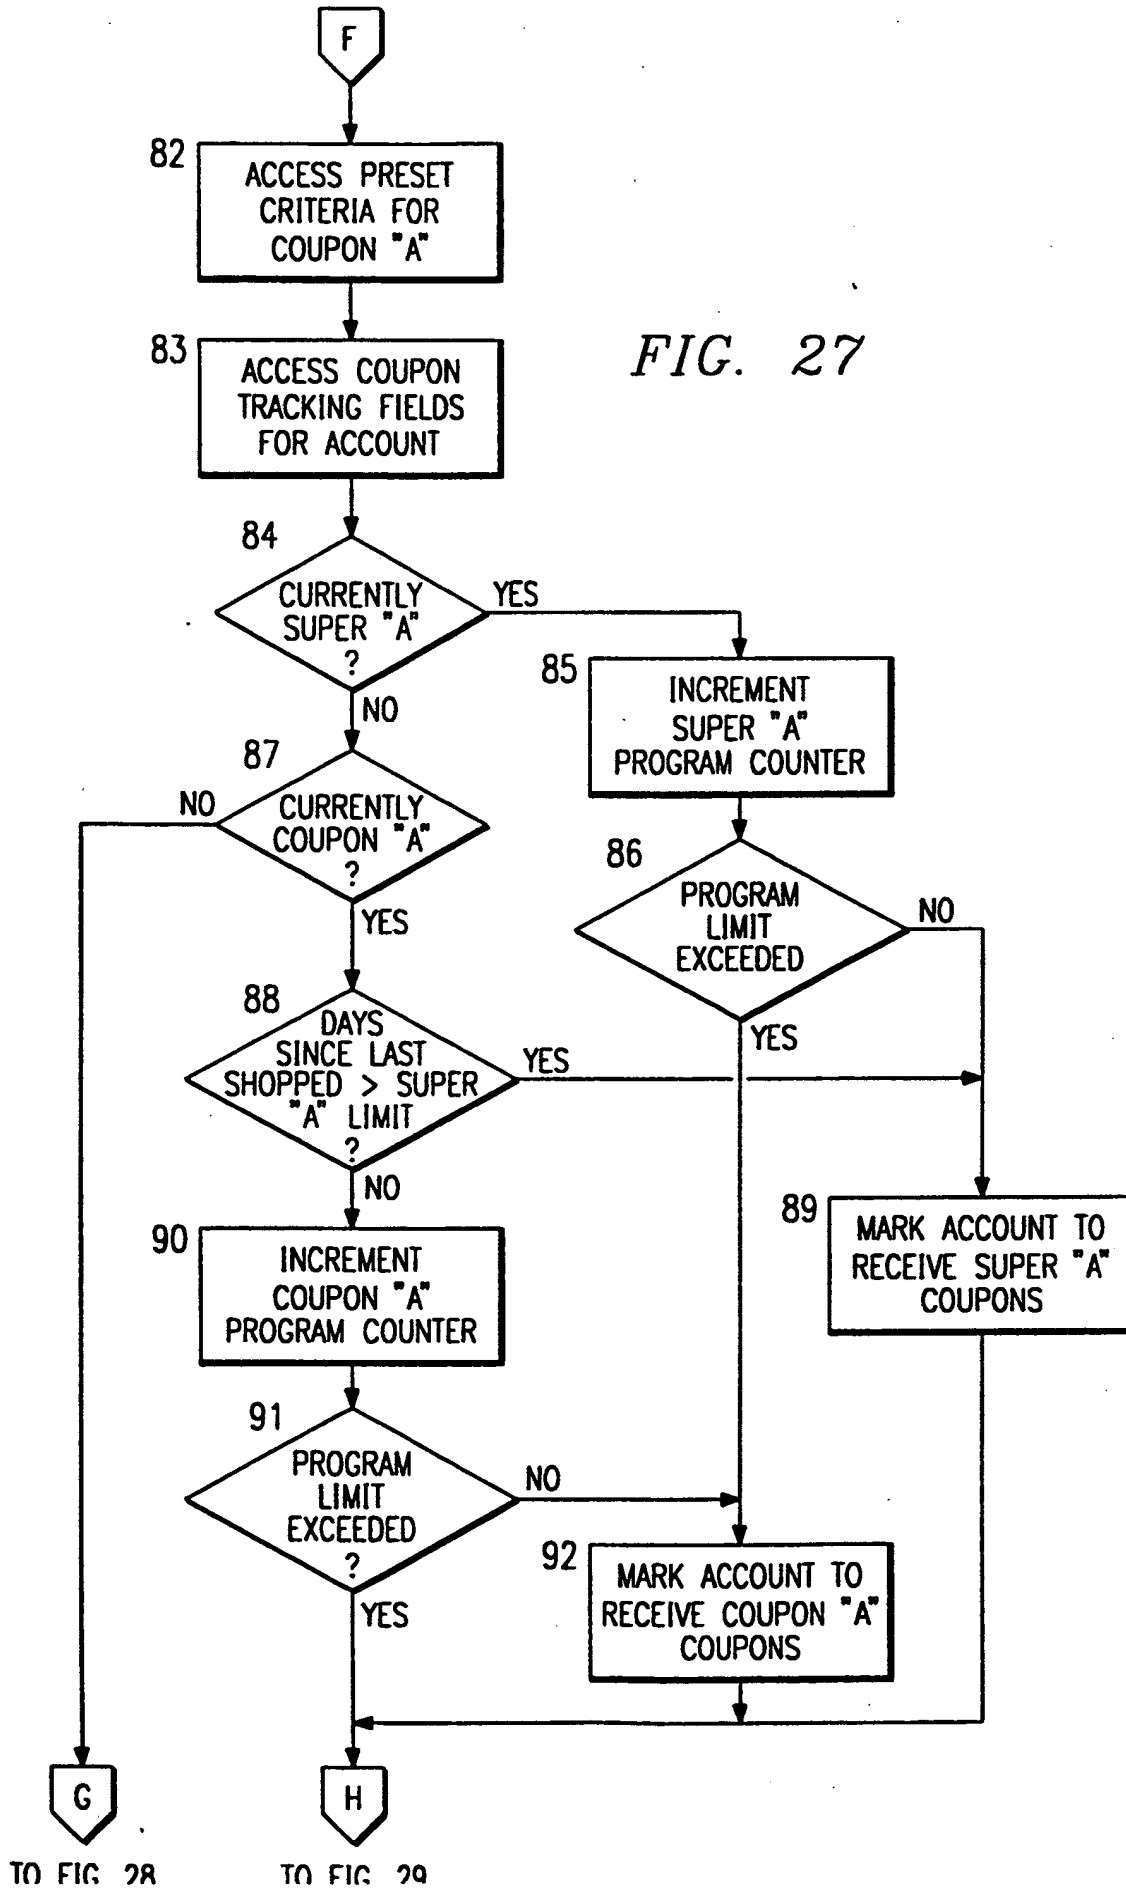 F
82
ACCESS PRESET
CRITERIA FOR
COUPON "A"
83
ACCESS COUPON
TRACKING FIELDS
FOR ACCOUNT
FIG. 27
84
CURRENTLY
SUPER "A"
?
YES
NO
85
INCREMENT
SUPER "A"
PROGRAM COUNTER
87
CURRENTLY
COUPON "A"
?
NO
YES
86
PROGRAM
LIMIT
EXCEEDED
NO
YES
88
DAYS
SINCE LAST
SHOPPED > SUPER
"A" LIMIT
?
YES
NO
89
MARK ACCOUNT TO
RECEIVE SUPER "A"
COUPONS
90
INCREMENT
COUPON "A"
PROGRAM COUNTER
91
PROGRAM
LIMIT
EXCEEDED
?
NO
YES
92
MARK ACCOUNT TO
RECEIVE COUPON "A"
COUPONS
G
H
TO FIG. 28
TO FIG. 29